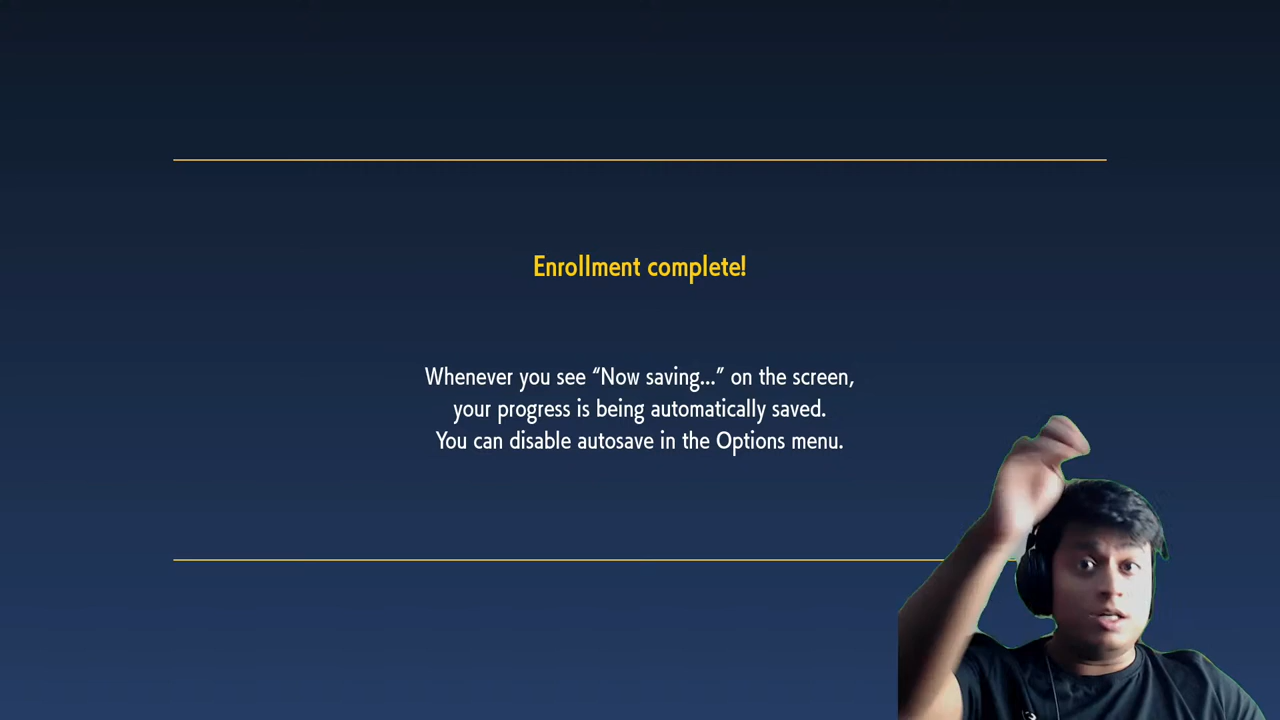 Enrollment complete!
Whenever you see “Now saving...” on the screen,
your progress is being automatically saved.
You can disable autosave in the Options menu.